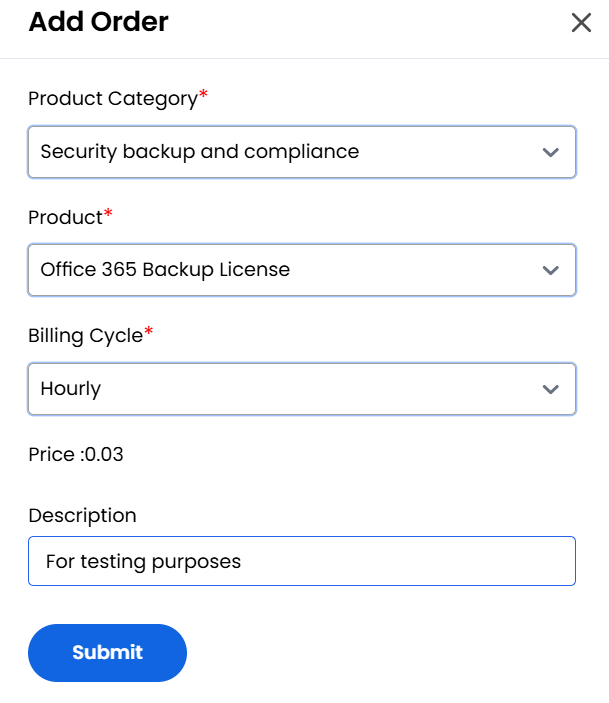 Add Order
Product Category*
Security backup and compliance
Product*
Office 365 Backup License
Billing Cycle*
Hourly
Price :0.03
Description
For testing purposes
Submit